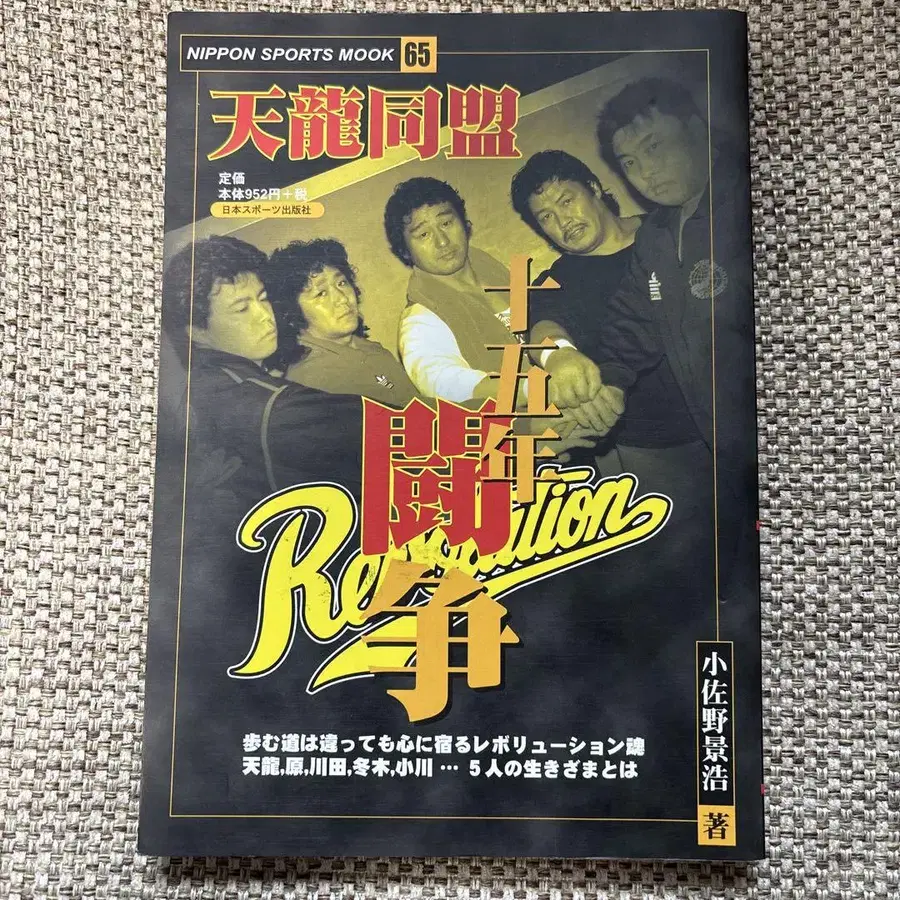 NIPPON SPORTS MOOK 65
天龍同盟
定価
本体952円+税
日本スポーツ出版社
十五年
闘争
Revolution
歩む道は違っても心に宿るレボリューション魂
天龍,原,川田,冬木,小川…5人の生きざまとは
小佐野景浩 著